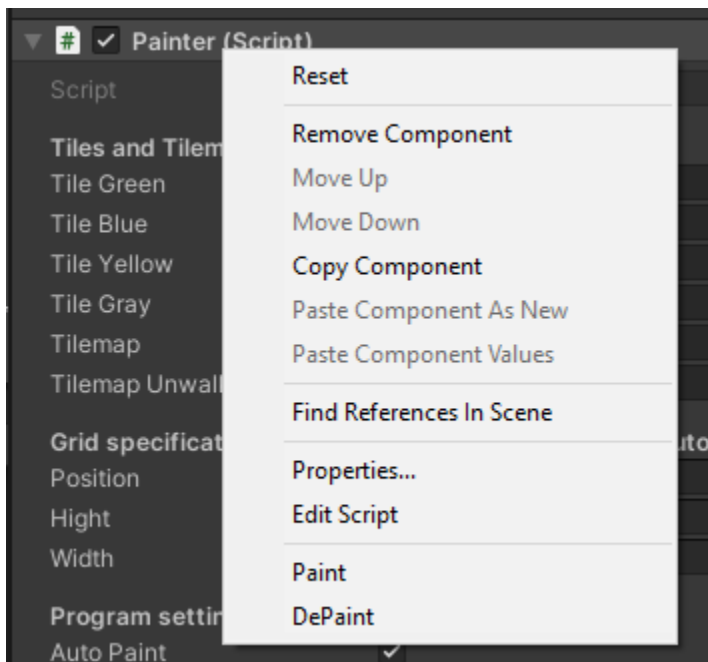 # Painter (Script)
Script
Tiles and Tilem
Tile Green
Tile Blue
Tile Yellow
Tile Gray
Tilemap
Tilemap Unwall
Grid specificat
uto
Position
Hight
Width
Program settin
Auto Paint
Reset
Remove Component
Move Up
Move Down
Copy Component
Paste Component As New
Paste Component Values
Find References In Scene
Properties...
Edit Script
Paint
DePaint